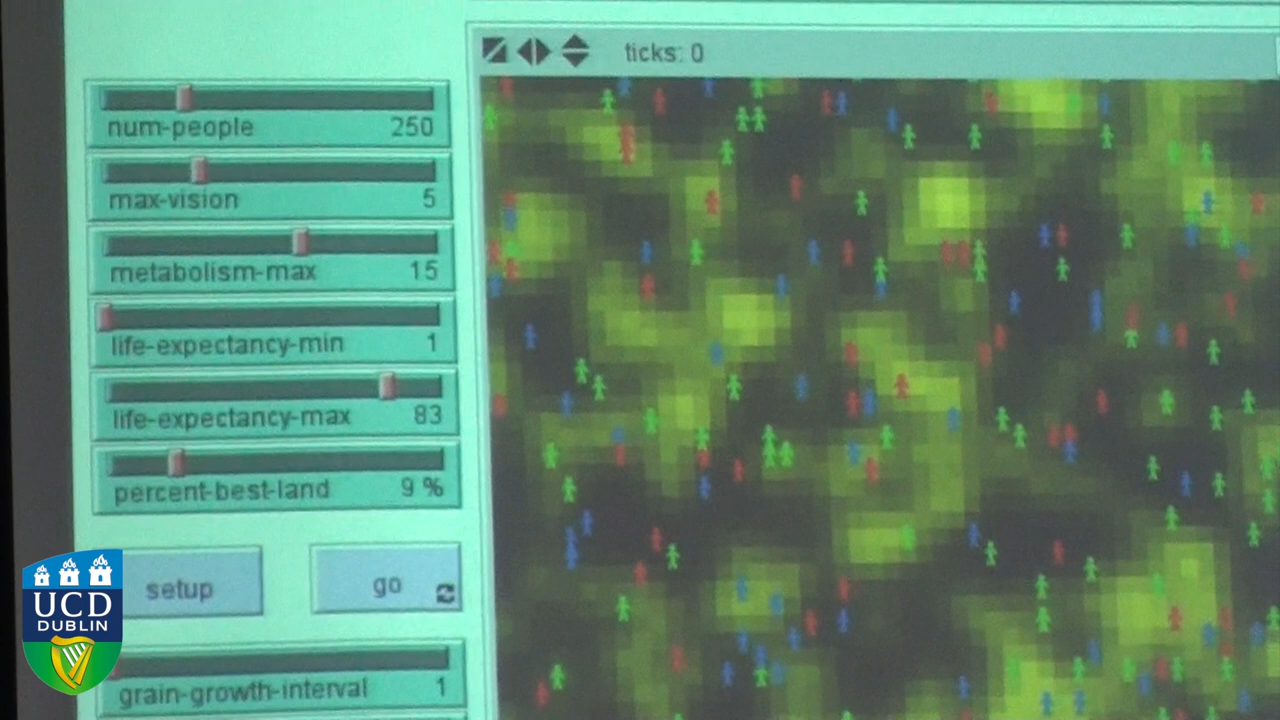 ticks: 0
num-people 250
max-vision 5
metabolism-max 15
life-expectancy-min 1
life-expectancy-max 83
percent-best-land 9 %
setup go
grain-growth-interval 1
UCD
DUBLIN